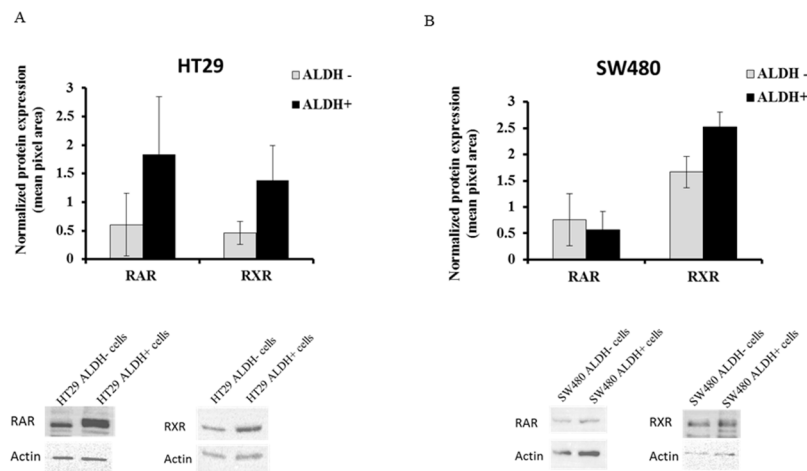 A
HT29
ALDH -
ALDH+
Normalized protein expression
(mean pixel area)
3
2.5
2
1.5
1
0.5
0
RAR
RXR
HT29 ALDH- cells
HT29 ALDH+ cells
RAR
Actin
HT29 ALDH- cells
HT29 ALDH+ cells
RXR
Actin
B
SW480
ALDH -
ALDH+
Normalized protein expression
(mean pixel area)
3
2.5
2
1.5
1
0.5
0
RAR
RXR
SW480 ALDH- cells
SW480 ALDH+ cells
RAR
Actin
SW480 ALDH- cells
SW480 ALDH+ cells
RXR
Actin